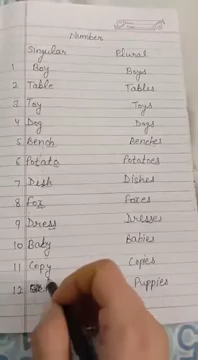 Number
Singular Plural
1 Boy Boys
2 Table Tables
3 Toy Toys
4 Dog Dogs
5 Bench Benches
6 Potato Potatoes
7 Dish Dishes
8 Fox Foxes
9 Dress Dresses
10 Baby Babies
11 Copy Copies
12 Puppies